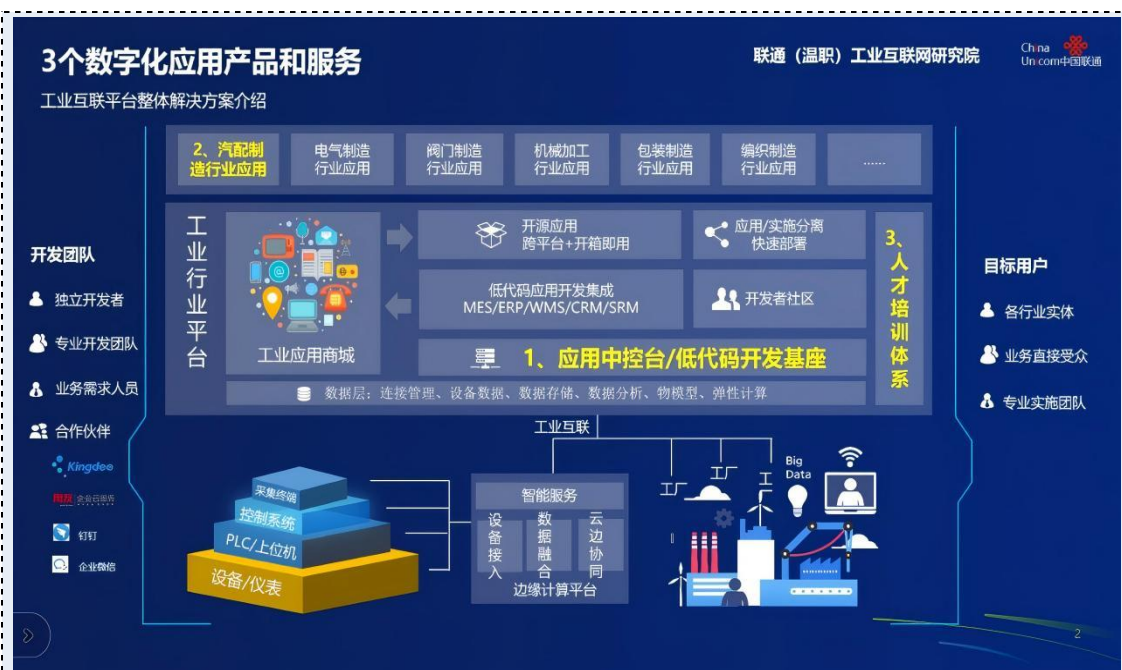 3个数字化应用产品和服务
联通（温职）工业互联网研究院
China
Unicom中国联通
工业互联平台整体解决方案介绍
2、汽配制
造行业应用
电气制造
行业应用
阀门制造
行业应用
机械加工
行业应用
包装制造
行业应用
编织制造
行业应用
......
开发团队
独立开发者
专业开发团队
业务需求人员
合作伙伴
Kingdee
钉钉
企业微信
工业行业平台
工业应用商城
开源应用
跨平台+开箱即用
应用/实施分离
快速部署
低代码应用开发集成
MES/ERP/WMS/CRM/SRM
开发者社区
1、应用中控台/低代码开发基座
数据层：连接管理、设备数据、数据存储、数据分析、物模型、弹性计算
3、人才培训体系
目标用户
各行业实体
业务直接受众
专业实施团队
工业互联
采集终端
控制系统
PLC/上位机
设备/仪表
智能服务
设备接入
数据融合
云边协同
边缘计算平台
工厂
工厂
工
Big
Data
2